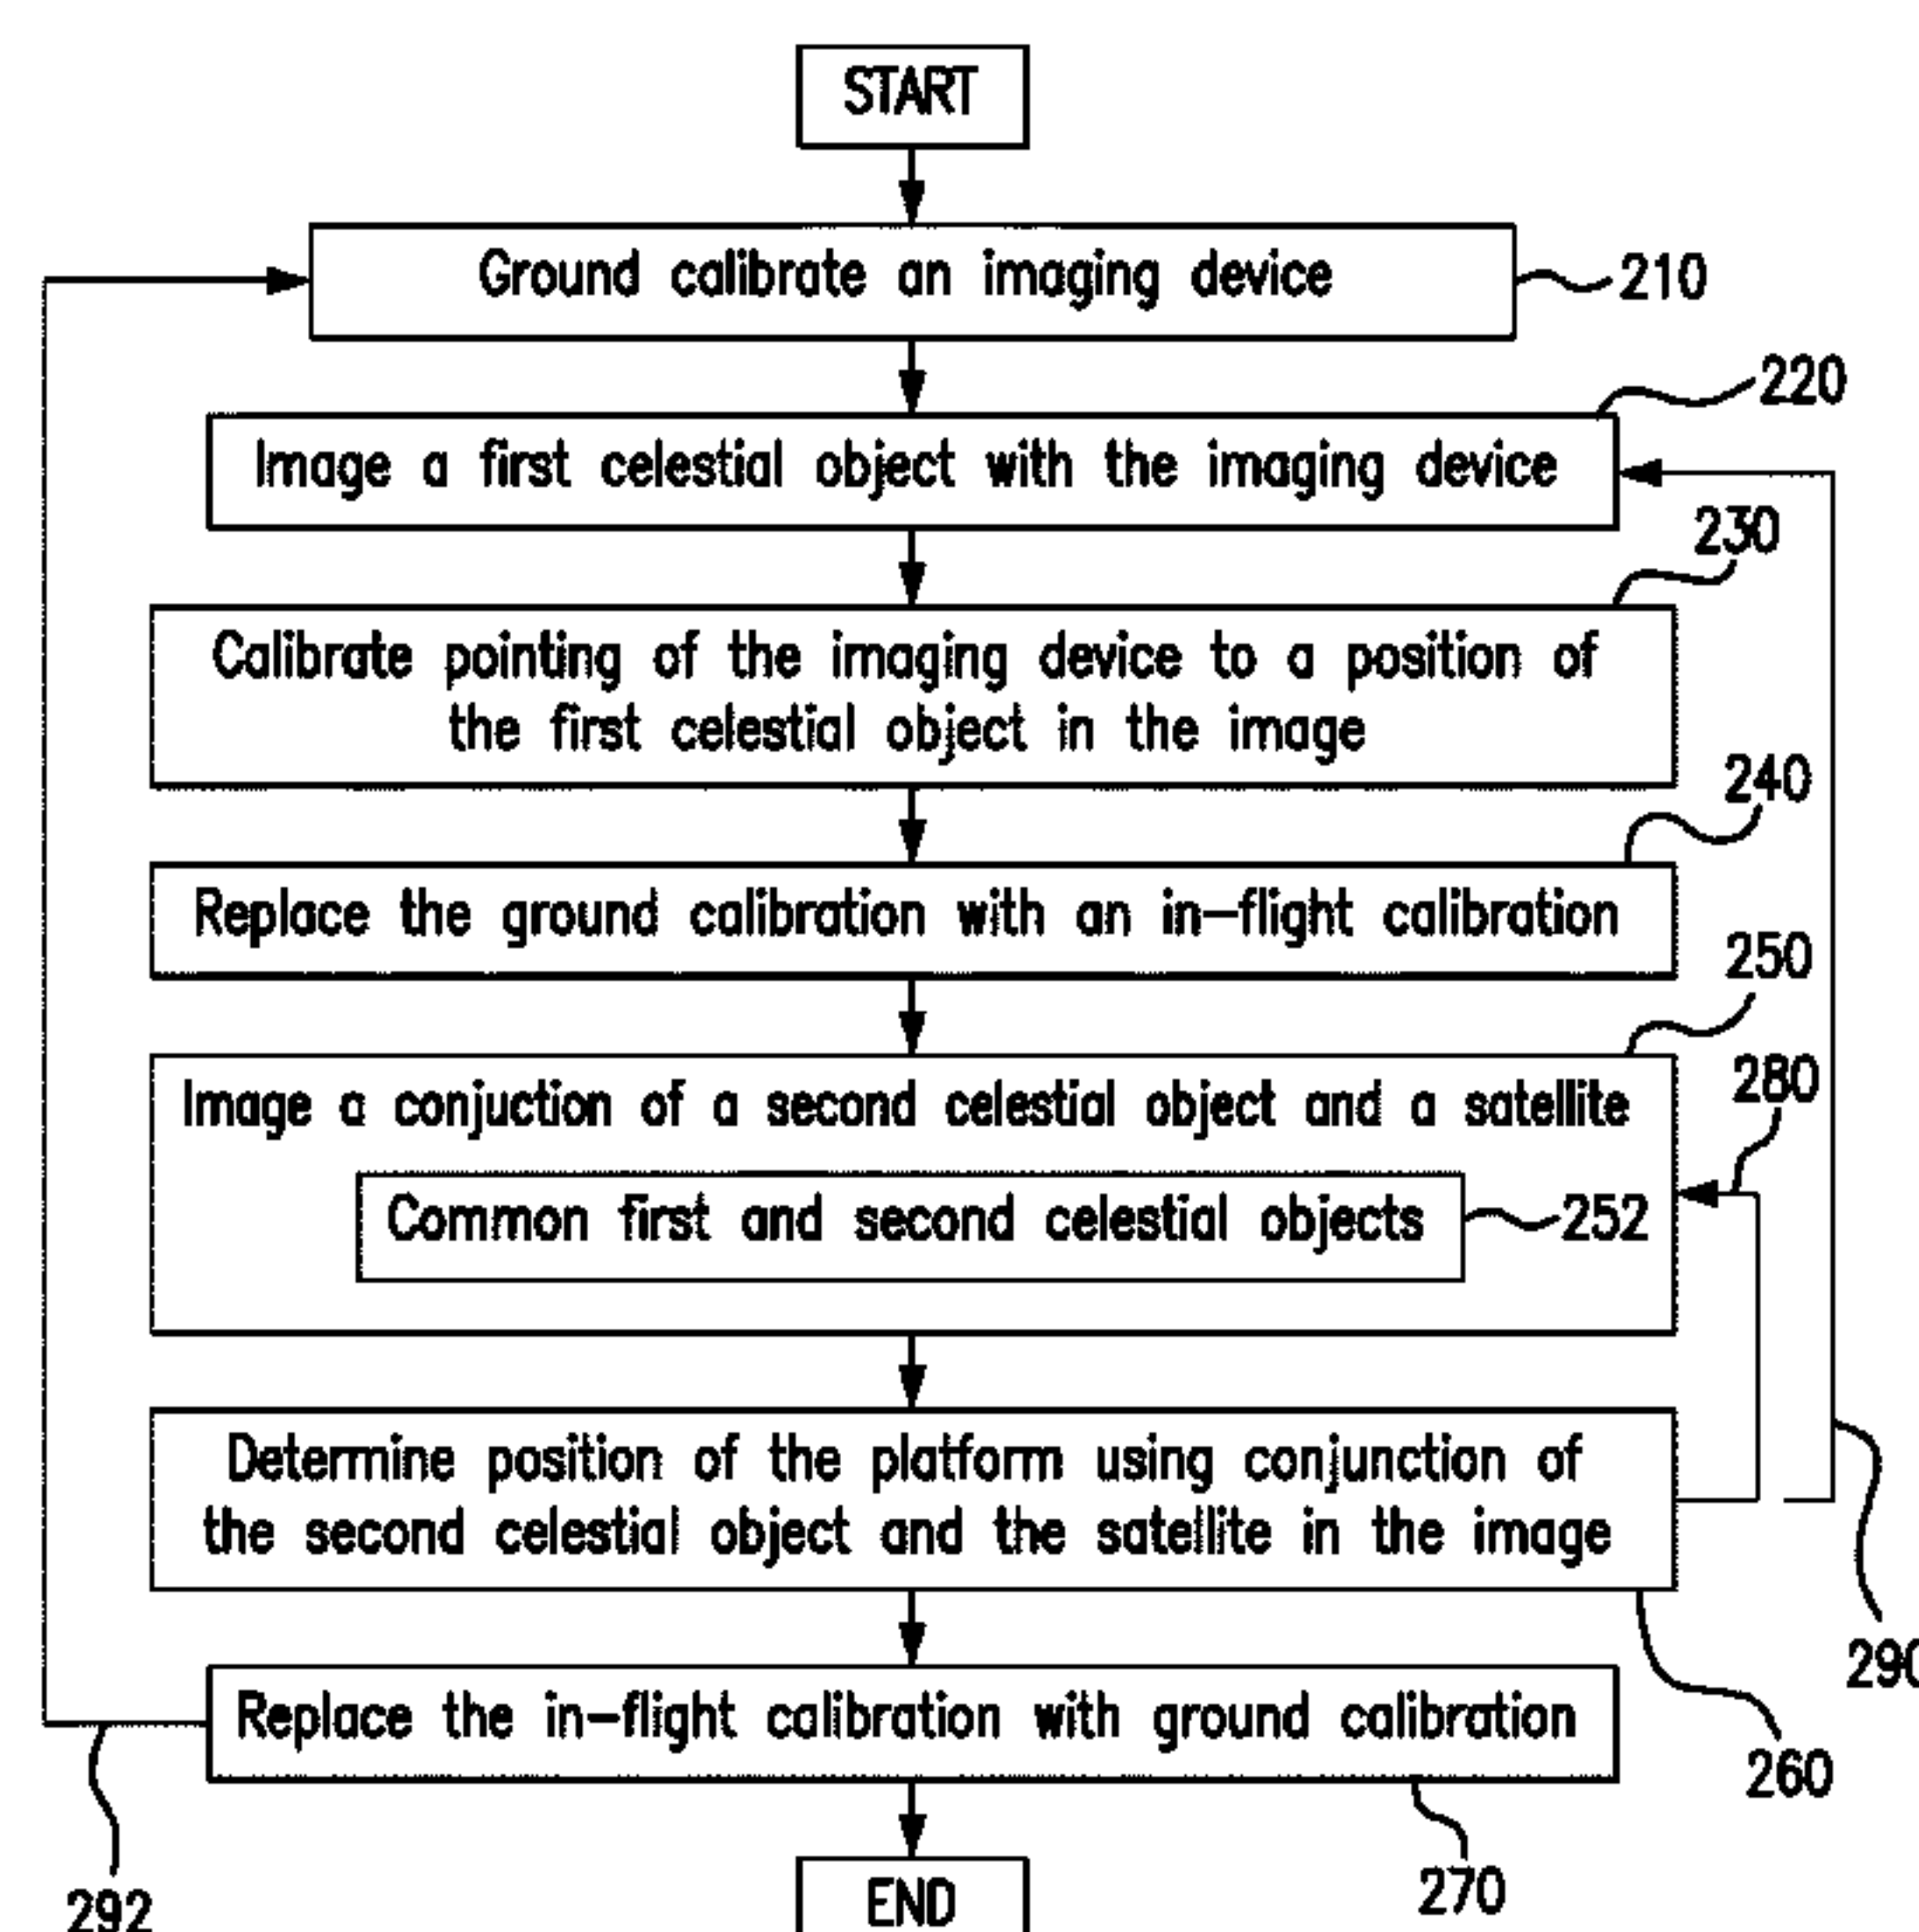 START
Ground calibrate an imaging device
210
220
Image a first celestial object with the imaging device
230
Calibrate pointing of the imaging device to a position of
the first celestial object in the image
240
Replace the ground calibration with an in-flight calibration
250
Image a conjuction of a second celestial object and a satellite
280
Common first and second celestial objects
252
Determine position of the platform using conjunction of
the second celestial object and the satellite in the image
290
Replace the in-flight calibration with ground calibration
260
270
292
END